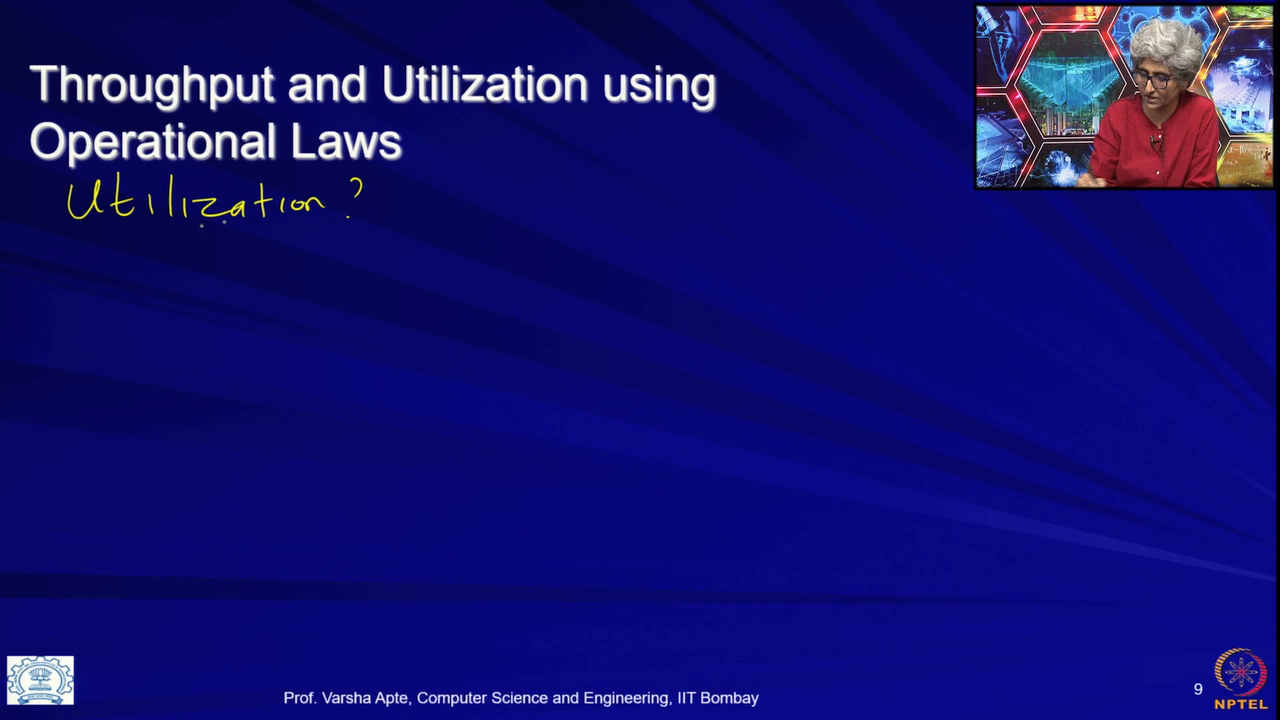 Throughput and Utilization using
Operational Laws
Utilization ?
Prof. Varsha Apte, Computer Science and Engineering, IIT Bombay
9
NPTEL